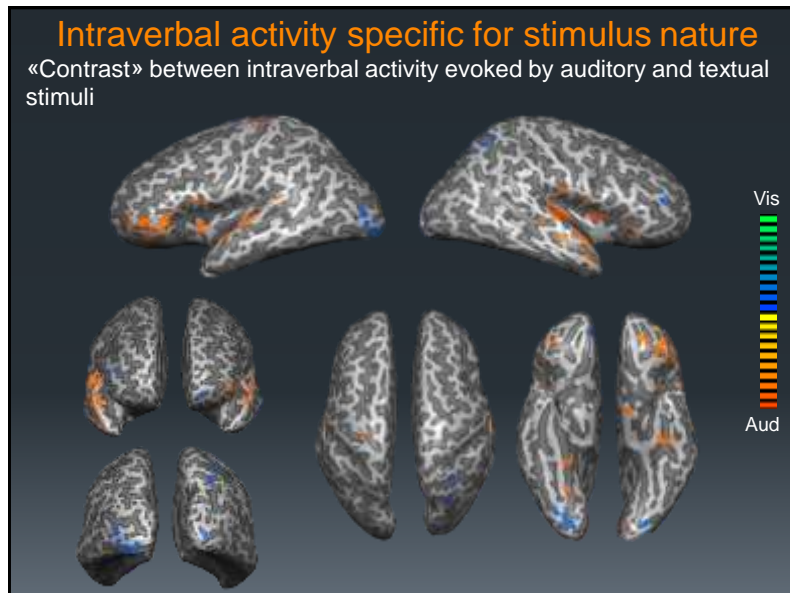 Intraverbal activity specific for stimulus nature
«Contrast» between intraverbal activity evoked by auditory and textual
stimuli
Vis
Aud